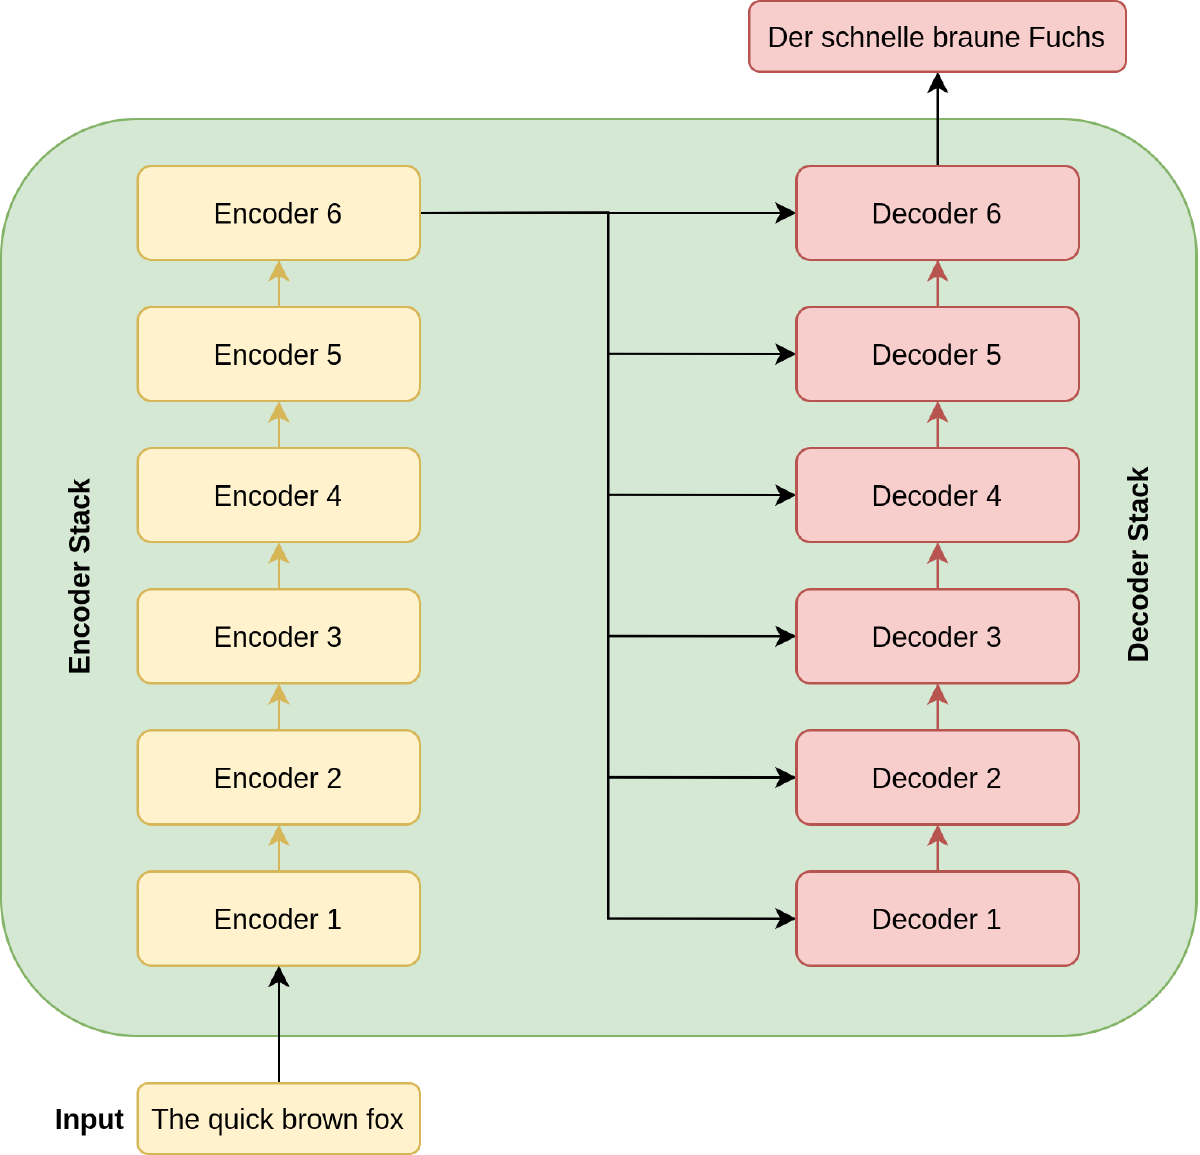 Der schnelle braune Fuchs
Encoder 6
Decoder 6
Encoder 5
Decoder 5
Encoder 4
Decoder 4
Encoder Stack
Decoder Stack
Encoder 3
Decoder 3
Encoder 2
Decoder 2
Encoder 1
Decoder 1
Input
The quick brown fox